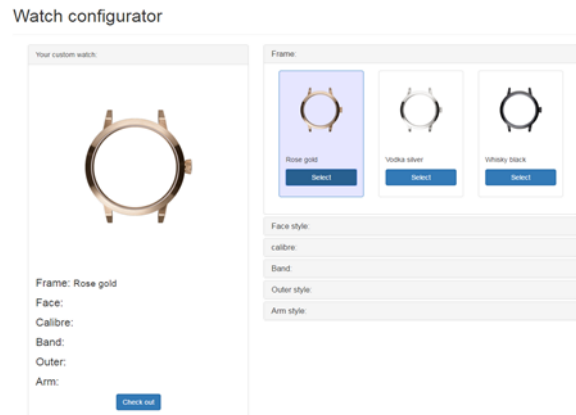 Watch configurator
Your custom watch:
Frame: Rose gold
Face:
Calibre:
Band:
Outer:
Arm:
Check out
Frame:
Rose gold
Select
Vodka silver
Select
Whisky black
Select
Face style:
calibre:
Band:
Outer style:
Arm style: